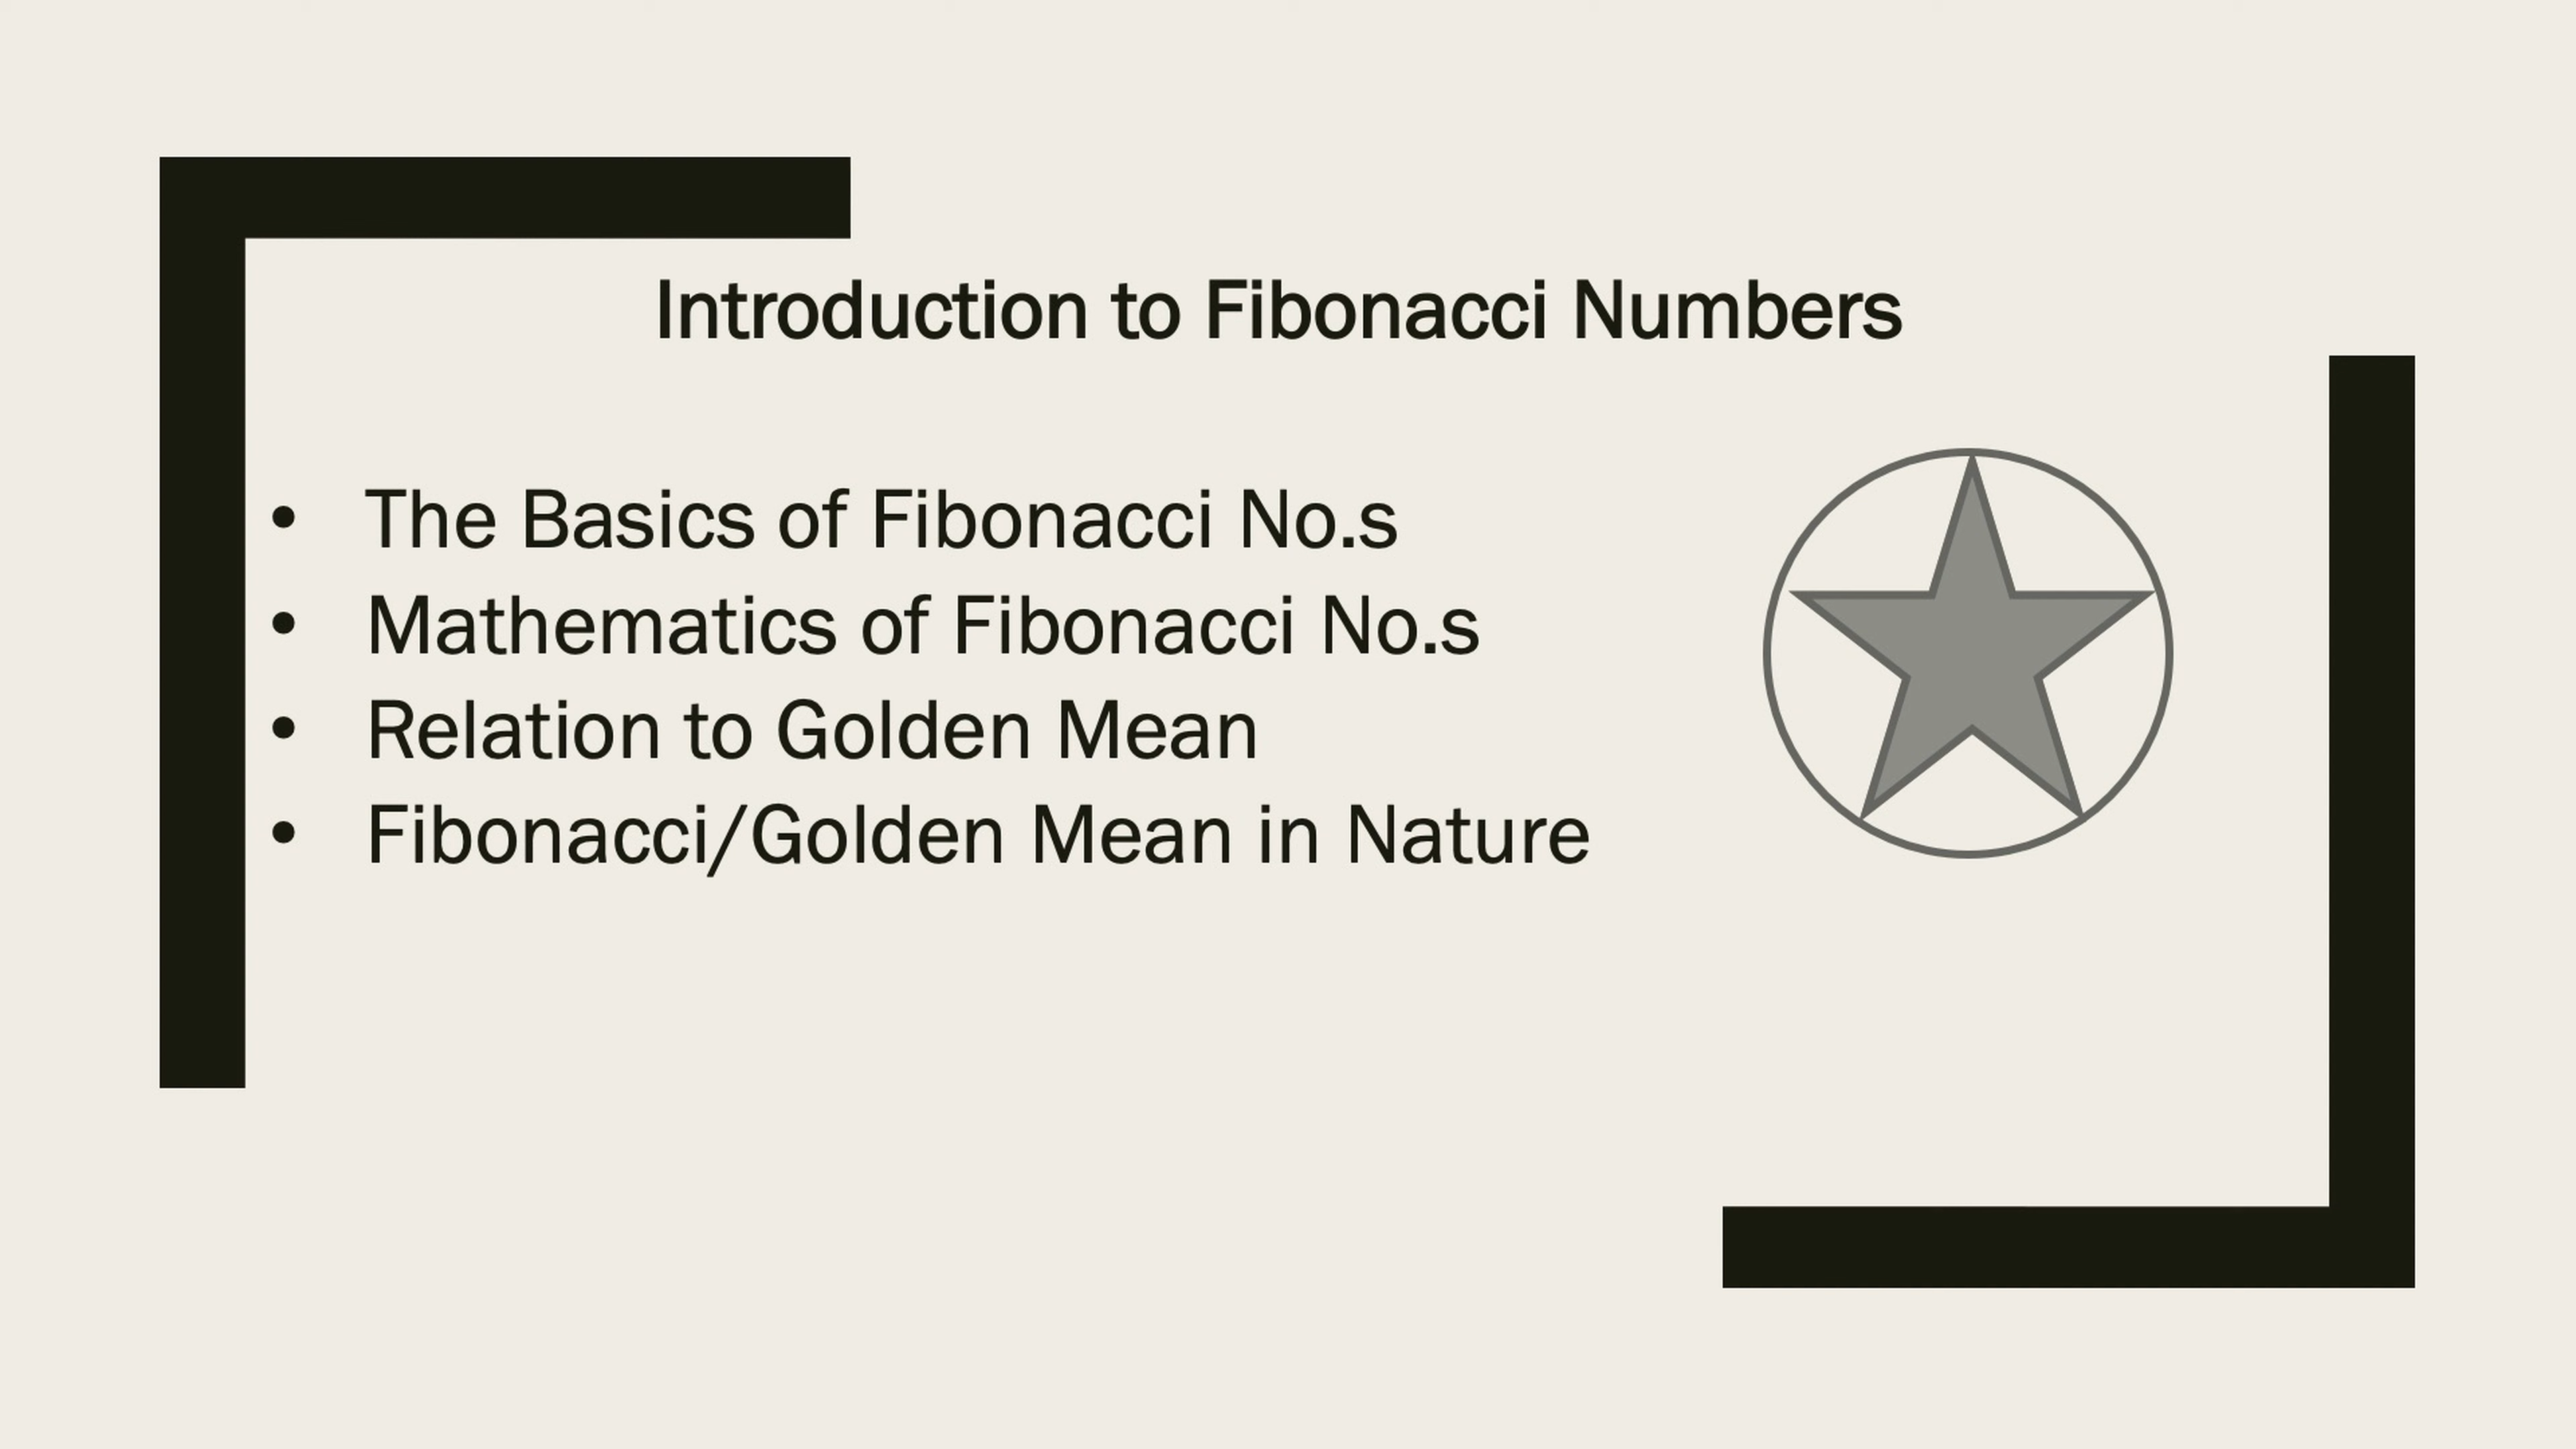 Introduction to Fibonacci Numbers
• The Basics of Fibonacci No.s
• Mathematics of Fibonacci No.s
• Relation to Golden Mean
• Fibonacci/Golden Mean in Nature